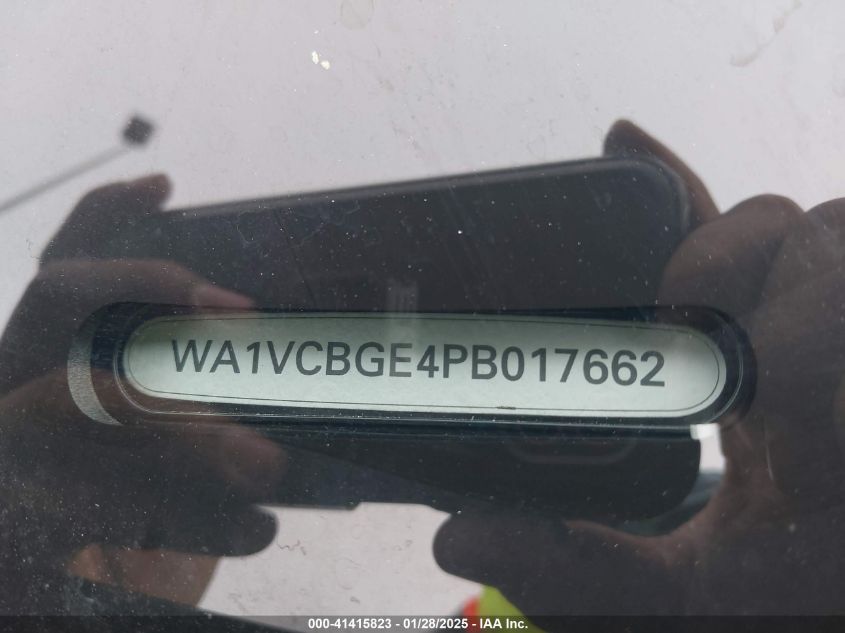 WA1VCBGE4PB017662
000-41415823 - 01/28/2025 - IAA Inc.